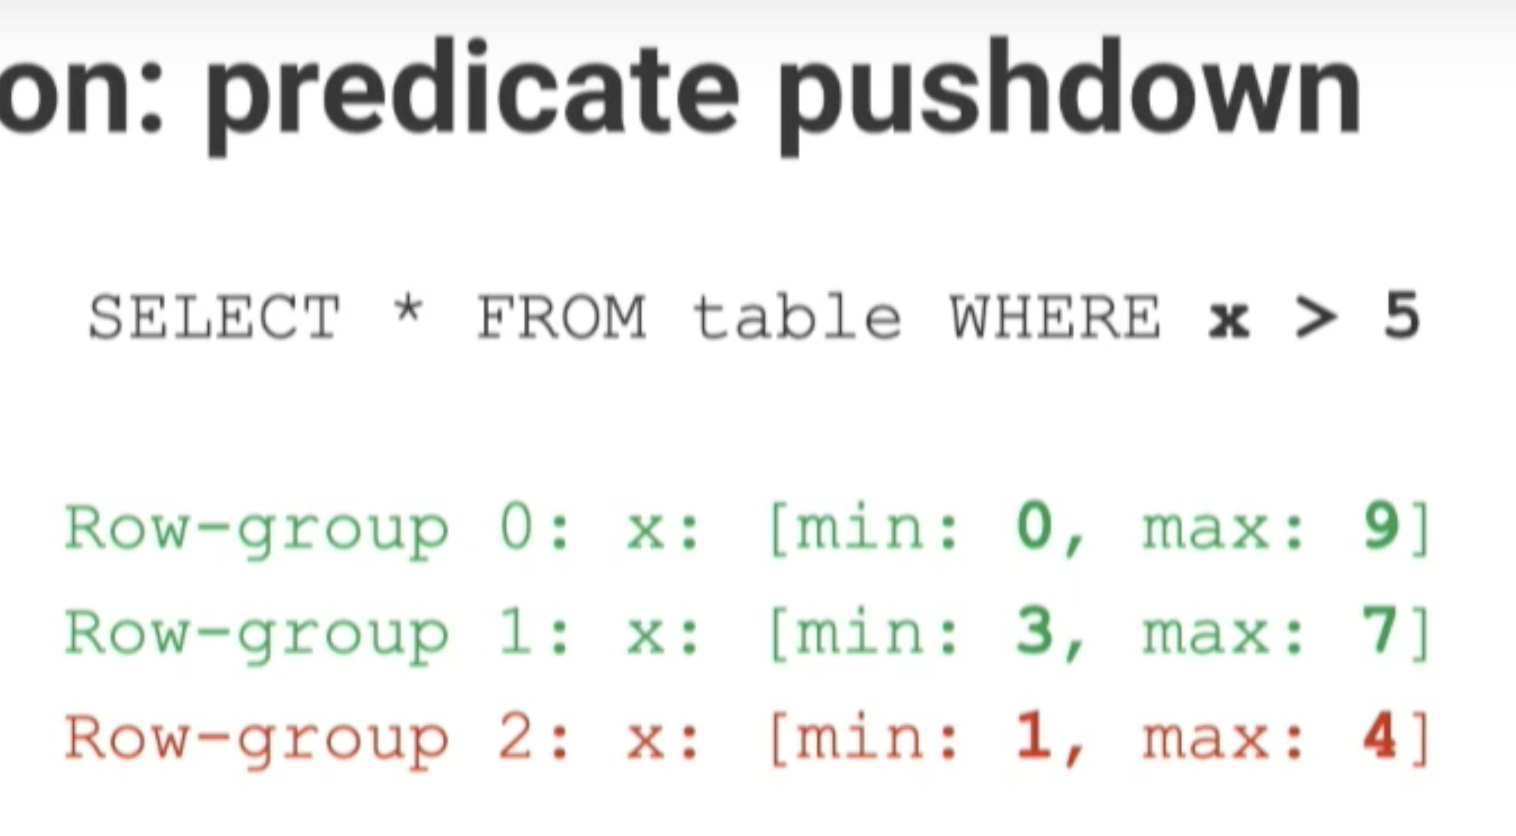 on: predicate pushdown
SELECT * FROM table WHERE x > 5
Row-group 0: x: [min: 0, max: 9]
Row-group 1: x: [min: 3, max: 7]
Row-group 2: x: [min: 1, max: 4]